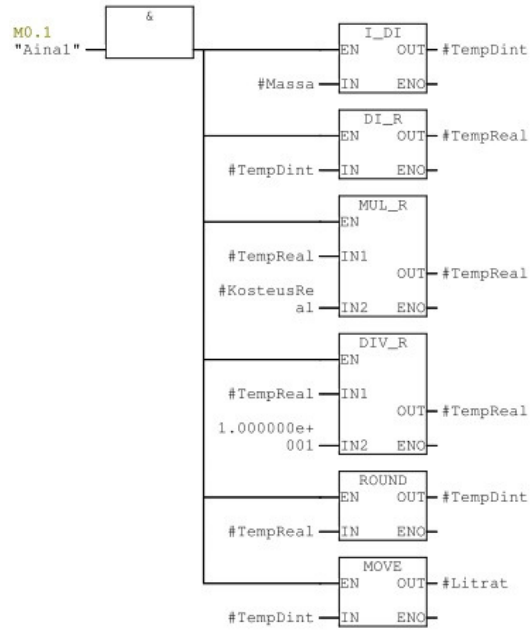 &
M0.1
"Aina1"
I_DI
EN OUT #TempDint
#Massa IN ENO
DI_R
EN OUT #TempReal
#TempDint IN ENO
MUL_R
EN
#TempReal IN1
OUT #TempReal
#KosteusRe
al IN2 ENO
DIV_R
EN
#TempReal IN1
OUT #TempReal
1.000000e+
001 IN2 ENO
ROUND
EN OUT #TempDint
#TempReal IN ENO
MOVE
EN OUT #Litrat
#TempDint IN ENO